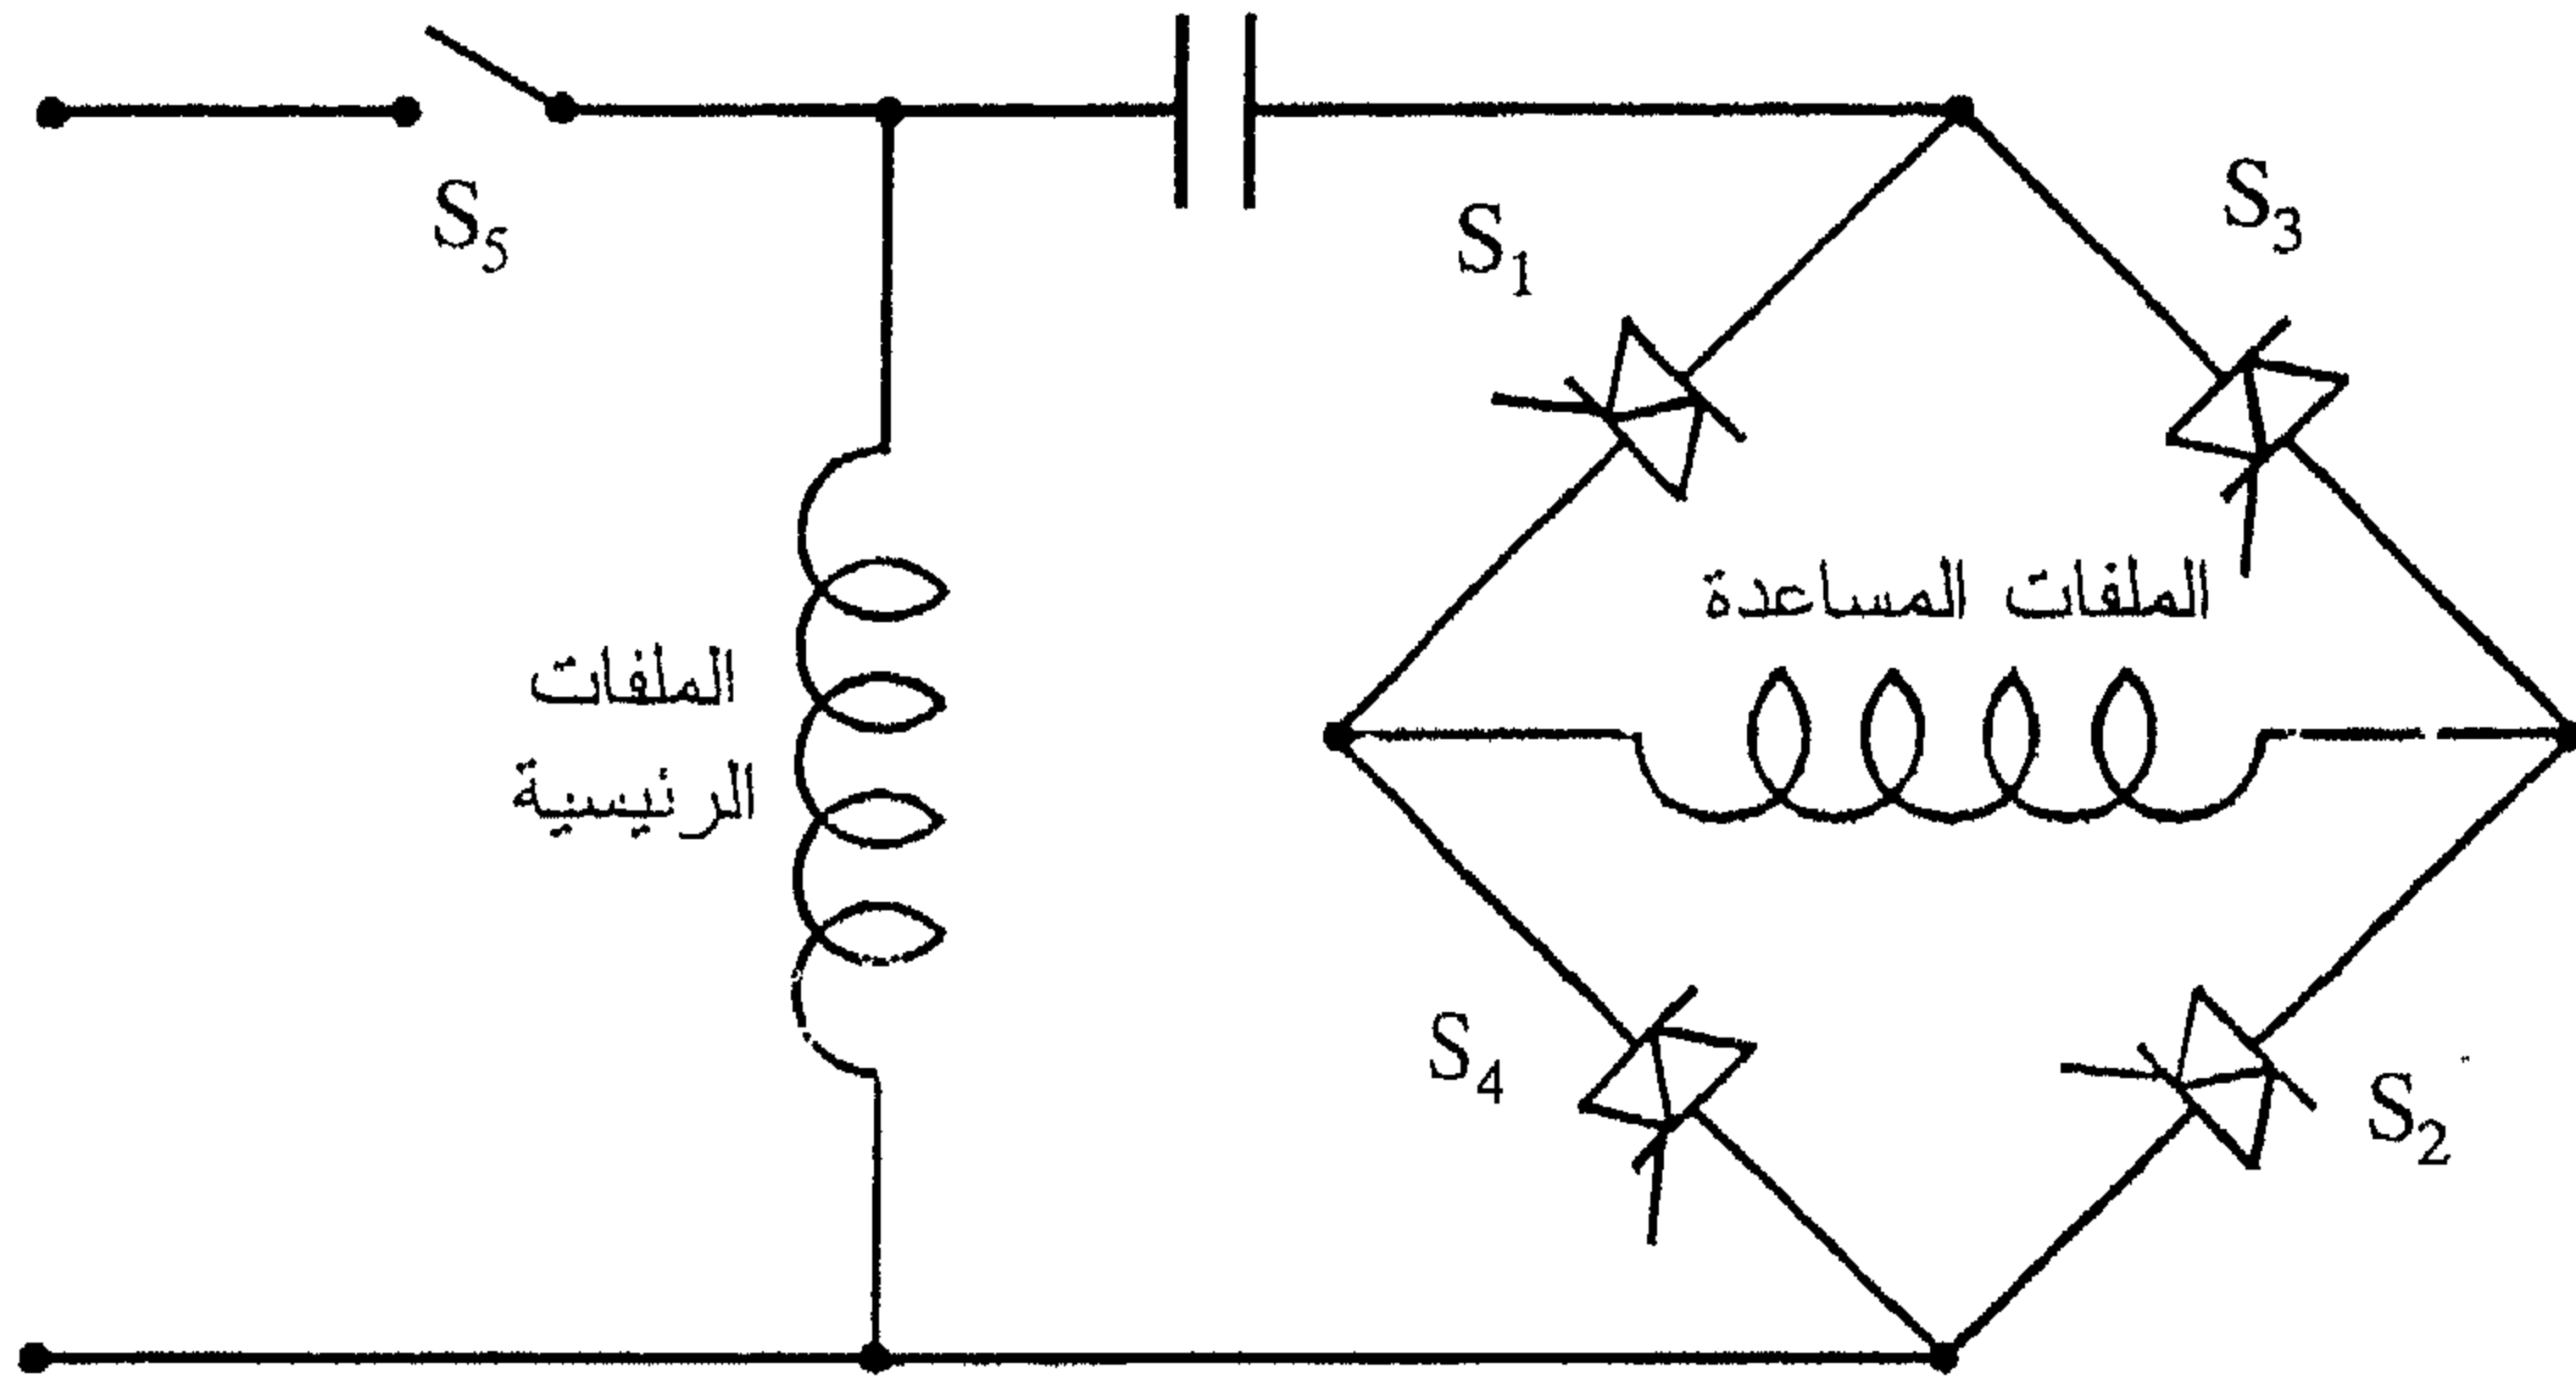 S5
S1
S3
الملفات المساعدة
الملفات
الرئيسية
S4
S2